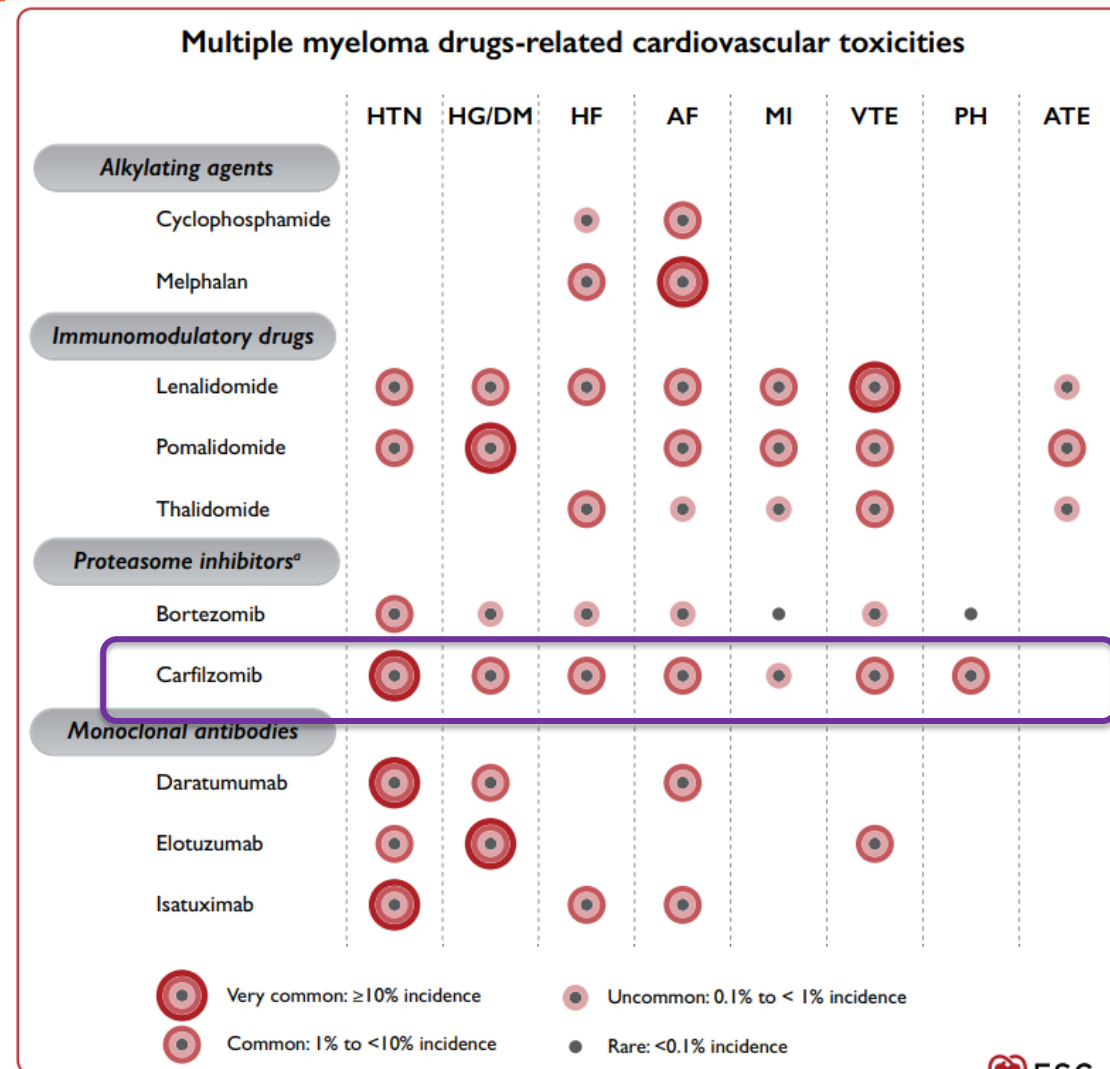 Multiple myeloma drugs-related cardiovascular toxicities
HTN HG/DM HF AF MI VTE PH ATE
Alkylating agents
Cyclophosphamide
Melphalan
Immunomodulatory drugs
Lenalidomide
Pomalidomide
Thalidomide
Proteasome inhibitorsᵃ
Bortezomib
Carfilzomib
Monoclonal antibodies
Daratumumab
Elotuzumab
Isatuximab
Very common: ≥10% incidence
Uncommon: 0.1% to < 1% incidence
Common: 1% to <10% incidence
Rare: <0.1% incidence